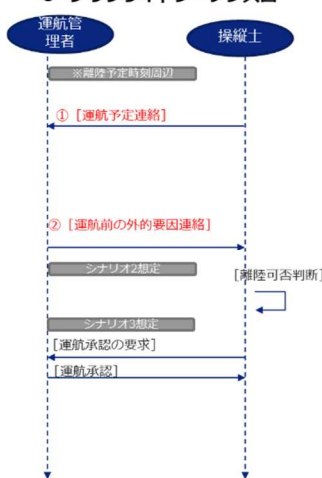 運航管
理者
操縦士
※離陸予定時刻周辺
①［運航予定連絡］
②［運航前の外的要因連絡］
シナリオ2想定
［離陸可否判断］
シナリオ3想定
［運航承認の要求］
［運航承認］